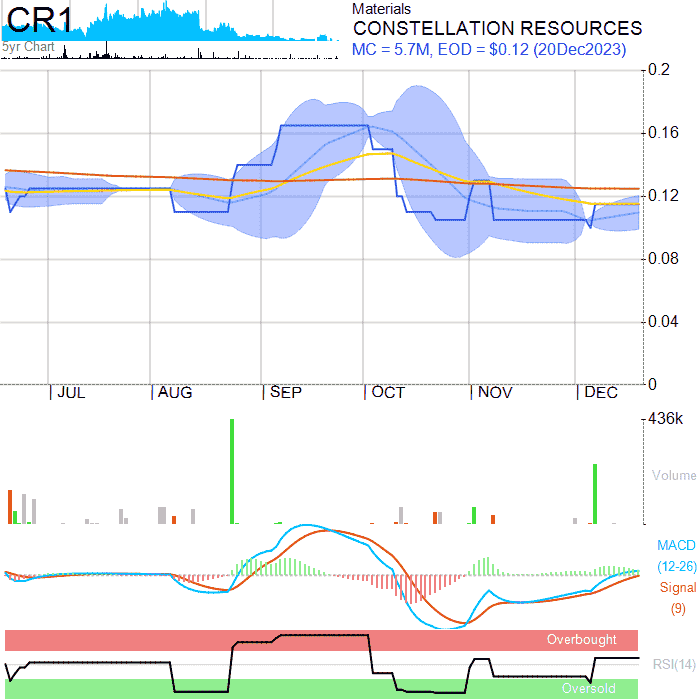 CR1
5yr Chart
Materials
CONSTELLATION RESOURCES
MC = 5.7M, EOD = $0.12 (20Dec2023)
0.2
0.16
0.12
0.08
0.04
0
JUL AUG SEP OCT NOV DEC
436k
Volume
MACD
(12-26)
Signal
(9)
Overbought
RSI(14)
Oversold